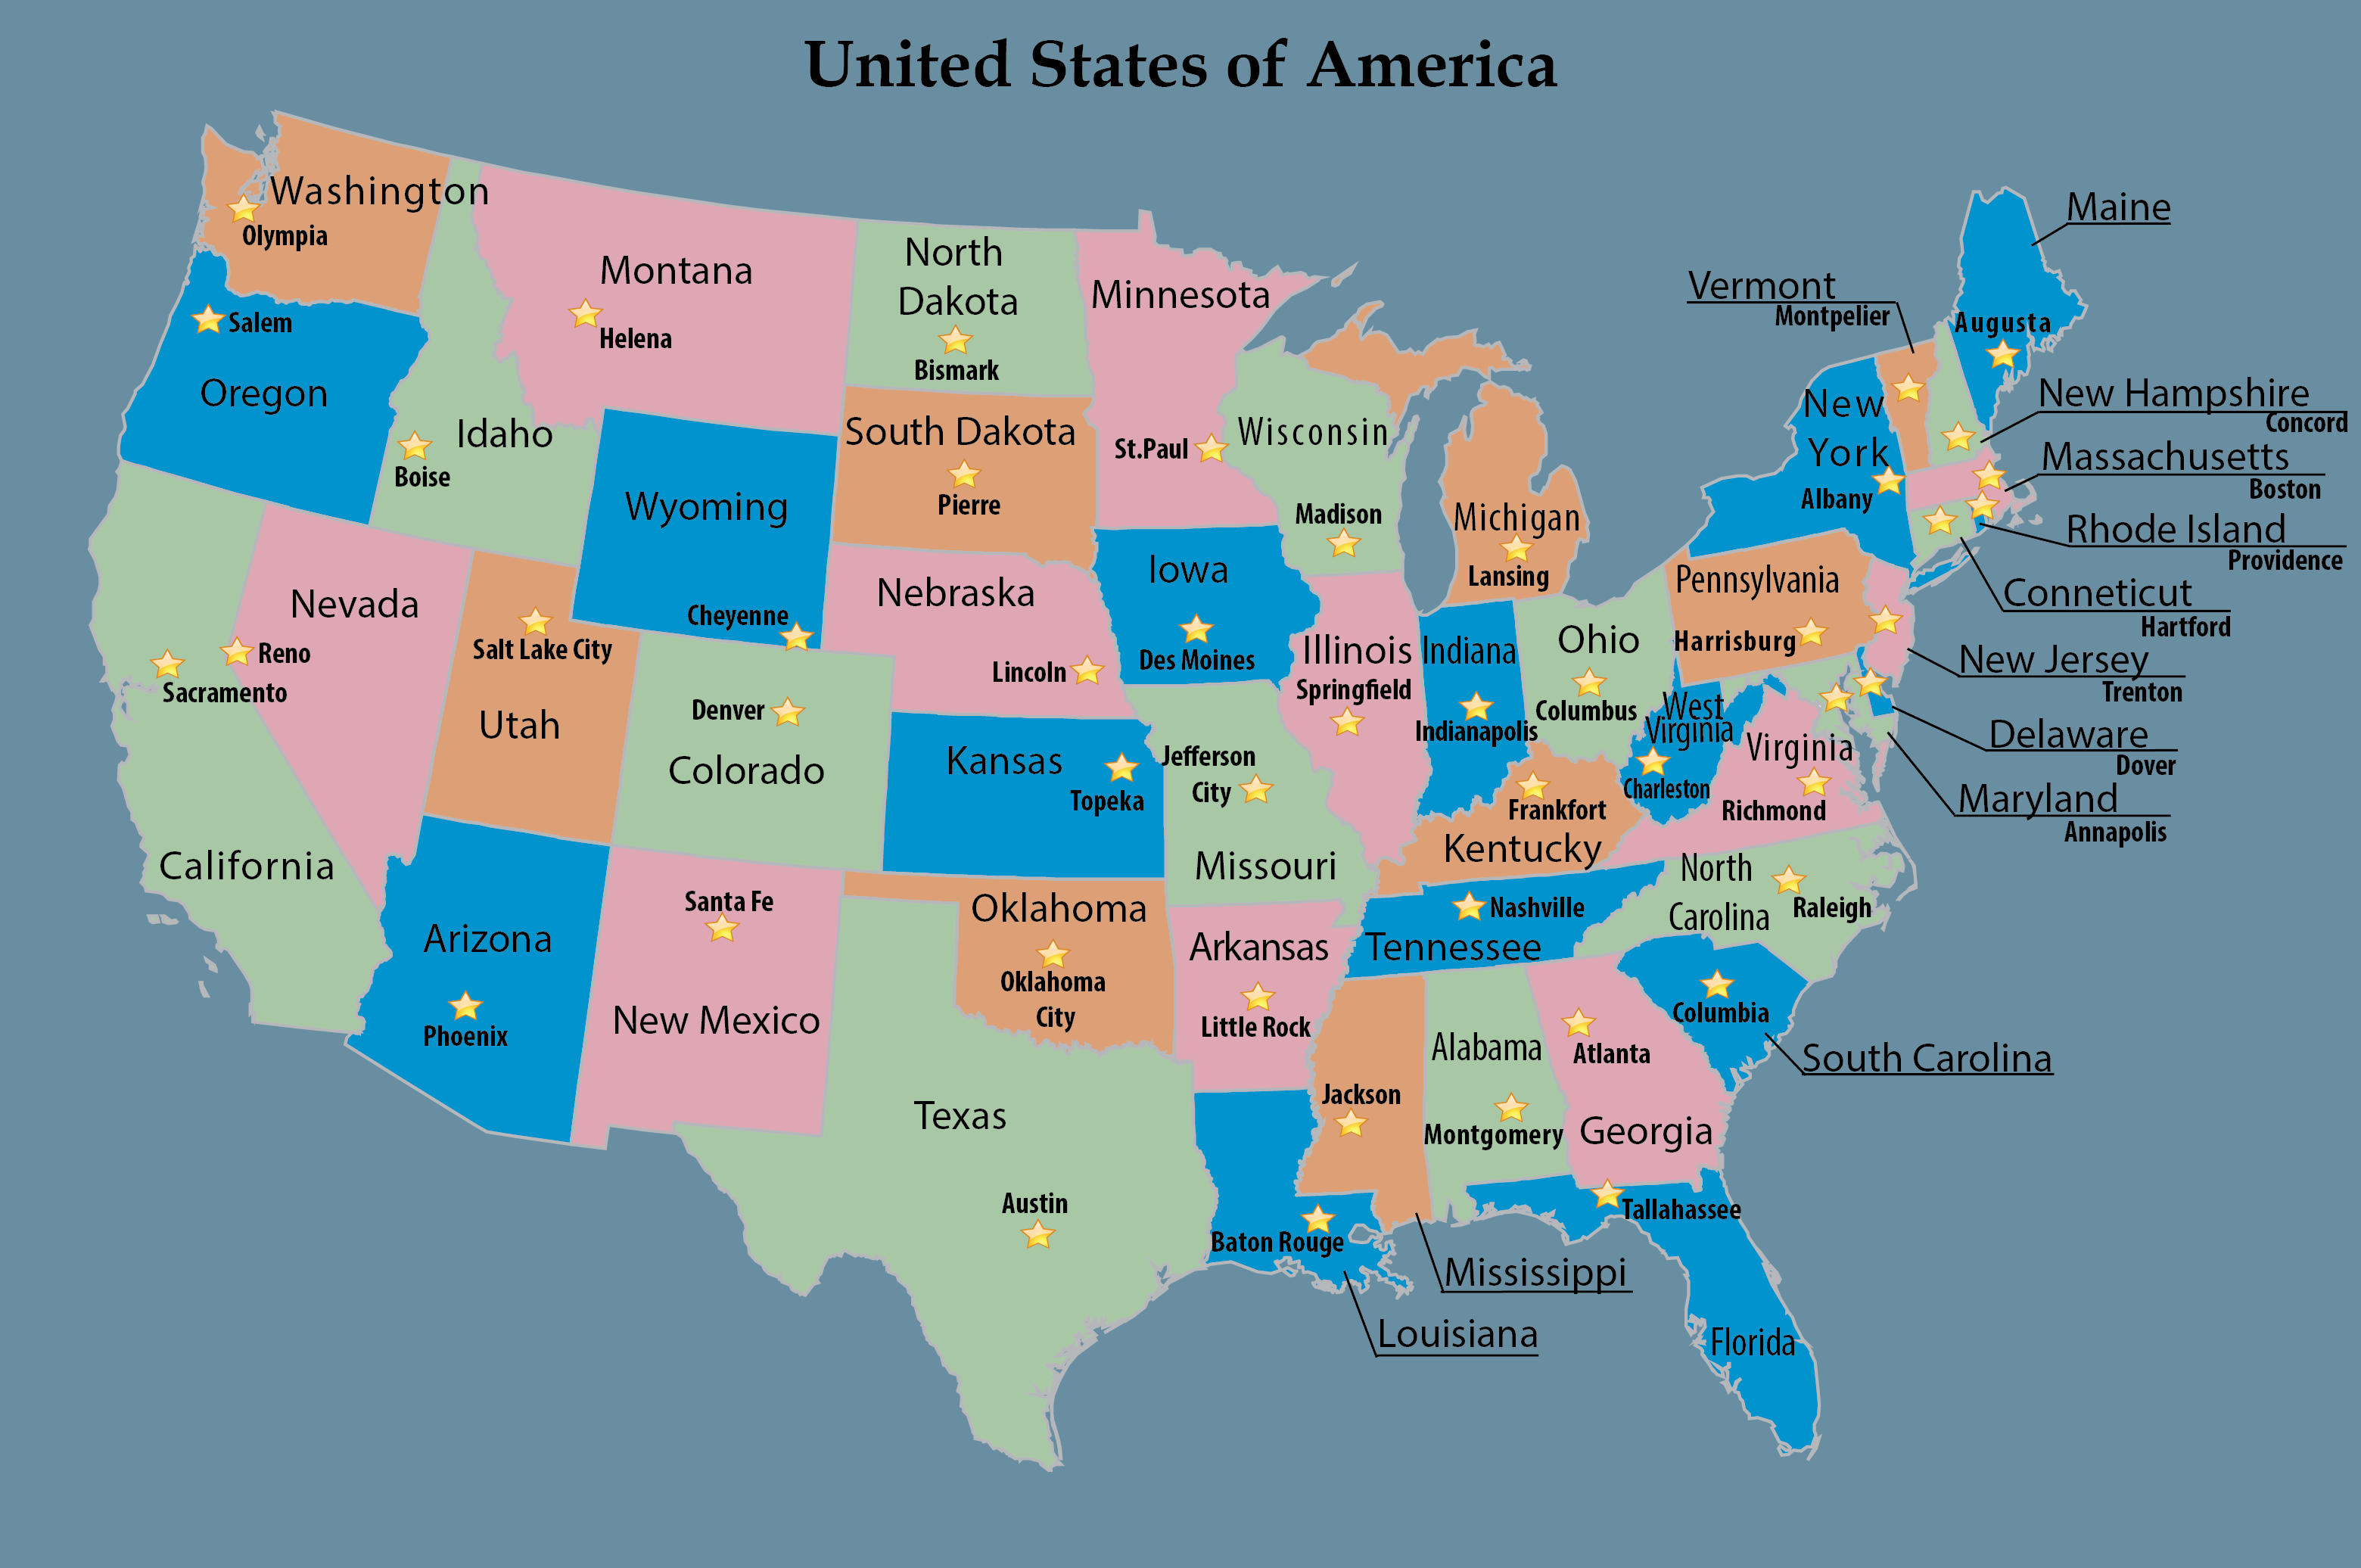 United States of America
Washington
Olympia
Salem
Oregon
Montana
Helena
Idaho
Boise
North
Dakota
Bismark
Minnesota
St.Paul
South Dakota
Pierre
Wisconsin
Madison
Michigan
Lansing
Maine
Augusta
Vermont
Montpelier
New
York
Albany
New Hampshire
Concord
Massachusetts
Boston
Rhode Island
Providence
Conneticut
Hartford
New Jersey
Trenton
Delaware
Dover
Maryland
Annapolis
Wyoming
Cheyenne
Nebraska
Lincoln
Iowa
Des Moines
Illinois
Springfield
Indiana
Indianapolis
Ohio
Columbus
Pennsylvania
Harrisburg
West
Virginia
Charleston
Virginia
Richmond
Nevada
Reno
Sacramento
California
Salt Lake City
Utah
Denver
Colorado
Kansas
Topeka
Jefferson
City
Missouri
Frankfort
Kentucky
Nashville
Tennessee
North
Carolina
Raleigh
Arizona
Phoenix
Santa Fe
New Mexico
Oklahoma
Oklahoma
City
Arkansas
Little Rock
Columbia
South Carolina
Texas
Austin
Jackson
Mississippi
Alabama
Montgomery
Atlanta
Georgia
Baton Rouge
Louisiana
Tallahassee
Florida